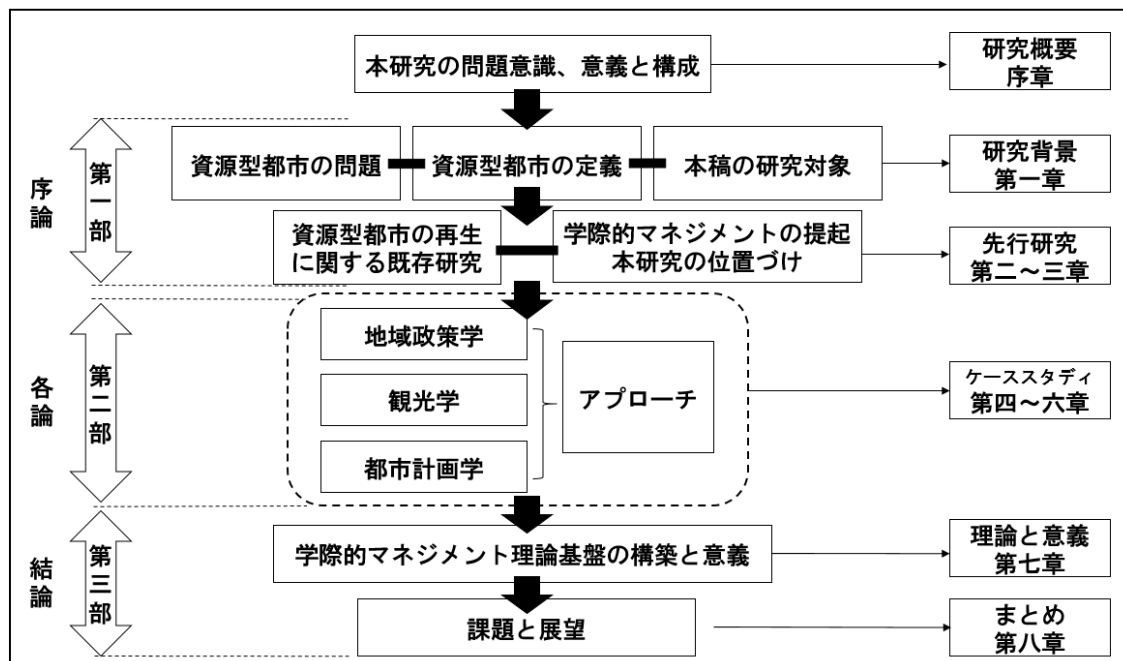 本研究の問題意識、意義と構成
研究概要
序章
序論
第一部
資源型都市の問題
資源型都市の定義
本稿の研究対象
研究背景
第一章
資源型都市の再生
に関する既存研究
学際的マネジメントの提起
本研究の位置づけ
先行研究
第二～三章
各論
第二部
地域政策学
観光学
都市計画学
アプローチ
ケーススタディ
第四～六章
結論
第三部
学際的マネジメント理論基盤の構築と意義
理論と意義
第七章
課題と展望
まとめ
第八章